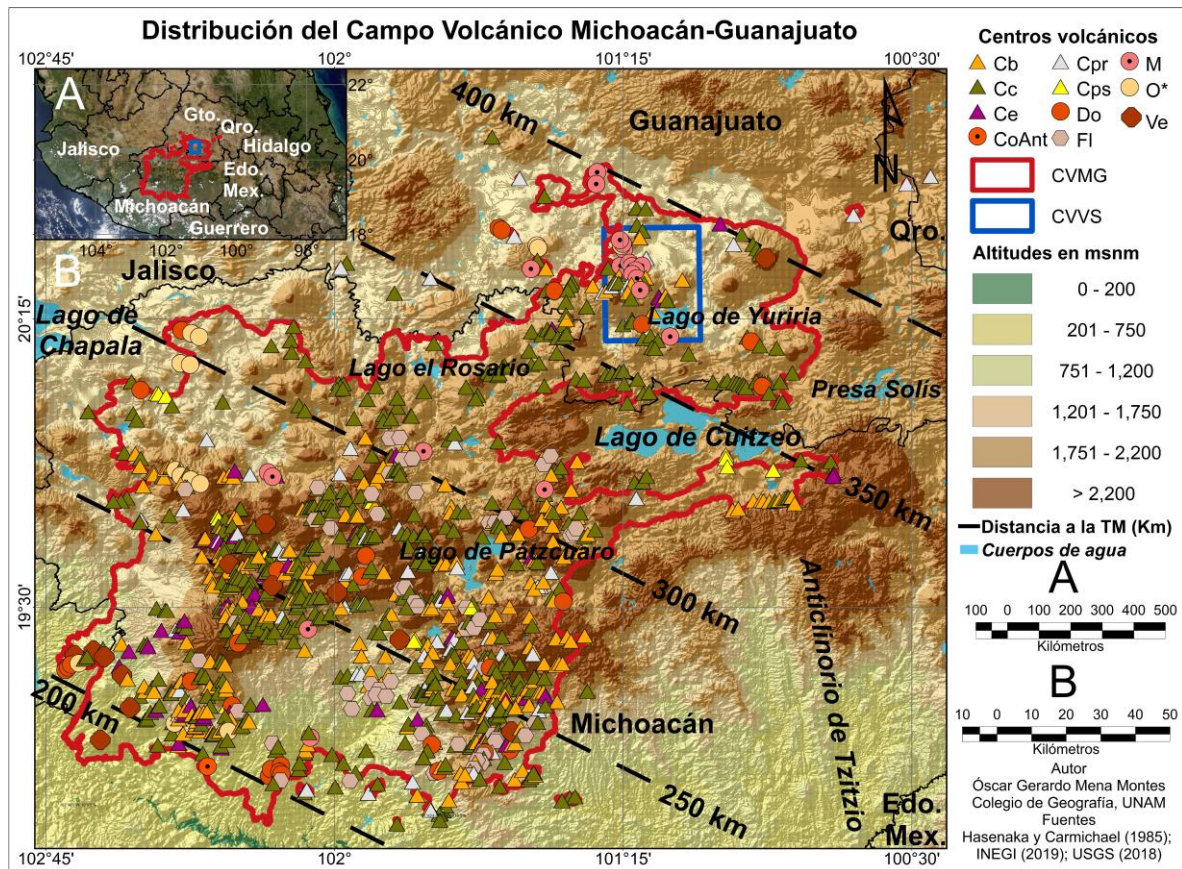 Distribución del Campo Volcánico Michoacán-Guanajuato
102°45'
102°
101°15'
100°30'
A
22°
20°
18°
104°
102°
100°
98°
Gto.
Qro.
Hidalgo
Jalisco
Edo.
Mex.
Michoacán
Guerrero
B
400 km
Guanajuato
N
Qro.
Jalisco
Lago de
Chapala
20°15'
20°15'
Lago de Yuriria
Lago el Rosario
Presa Solís
Lago de Cuitzeo
350 km
Lago de Pátzcuaro
300 km
19°30'
19°30'
Anticlinorio de Tzitzio
200 km
Michoacán
250 km
Edo.
Mex.
102°45'
102°
101°15'
100°30'
Centros volcánicos
Cb
Cpr
M
Cc
Cps
O*
Ce
Do
Ve
CoAnt
Fl
CVMG
CVVS
Altitudes en msnm
0 - 200
201 - 750
751 - 1,200
1,201 - 1,750
1,751 - 2,200
> 2,200
Distancia a la TM (Km)
Cuerpos de agua
A
100 0 100 200 300 400 500
Kilómetros
B
10 0 10 20 30 40 50
Kilómetros
Autor
Óscar Gerardo Mena Montes
Colegio de Geografía, UNAM
Fuentes
Hasenaka y Carmichael (1985);
INEGI (2019); USGS (2018)